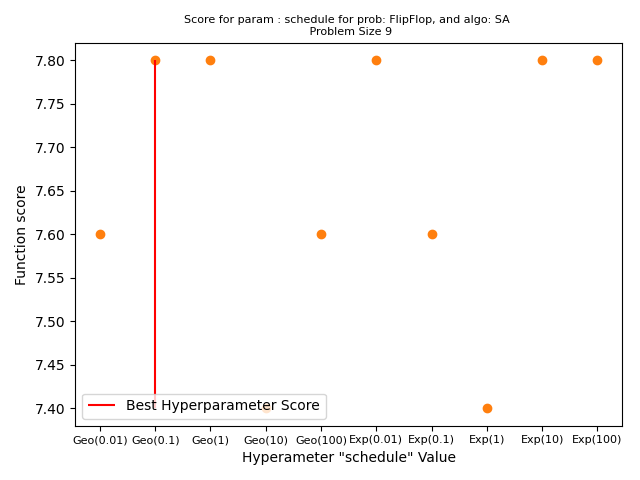 Score for param : schedule for prob: FlipFlop, and algo: SA
Problem Size 9
Function score
7.80
7.75
7.70
7.65
7.60
7.55
7.50
7.45
7.40
Best Hyperparameter Score
Geo(0.01) Geo(0.1) Geo(1) Geo(10) Geo(100) Exp(0.01) Exp(0.1) Exp(1) Exp(10) Exp(100)
Hyperameter "schedule" Value